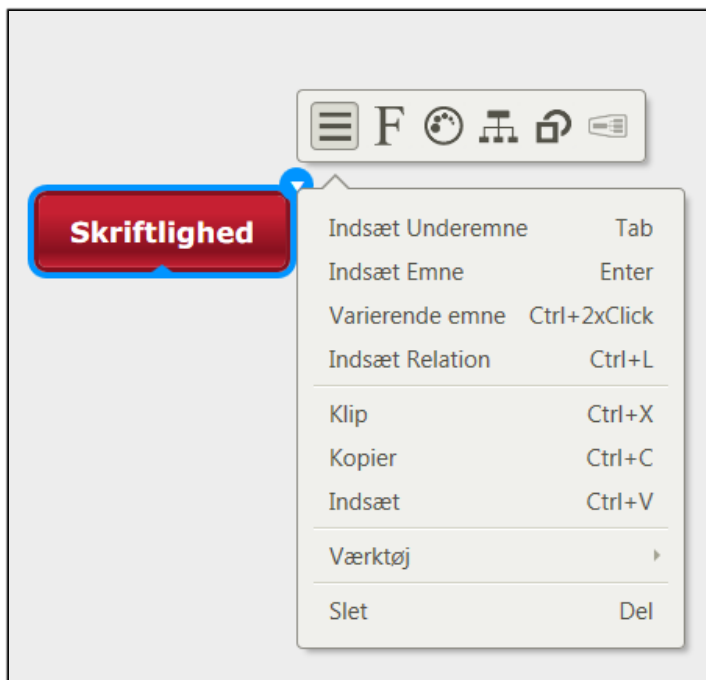 F
Skriftlighed
Indsæt Underemne Tab
Indsæt Emne Enter
Varierende emne Ctrl+2xClick
Indsæt Relation Ctrl+L
Klip Ctrl+X
Kopier Ctrl+C
Indsæt Ctrl+V
Værktøj
Slet Del